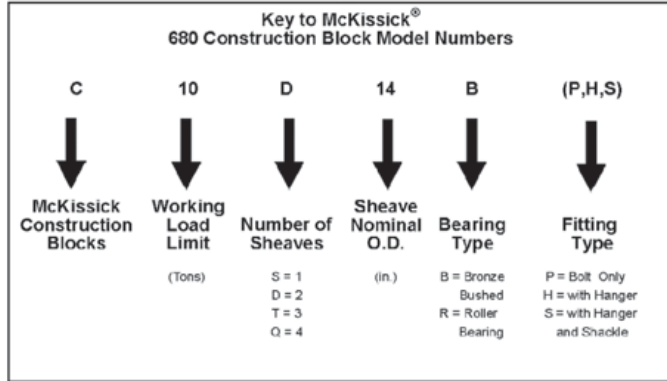 Key to McKissick®
680 Construction Block Model Numbers
C 10 D 14 B (P,H,S)
McKissick
Construction
Blocks
Working
Load
Limit
(Tons)
Number of
Sheaves
S = 1
D = 2
T = 3
Q = 4
Sheave
Nominal
O.D.
(in.)
Bearing
Type
B = Bronze
Bushed
R = Roller
Bearing
Fitting
Type
P = Bolt Only
H = with Hanger
S = with Hanger
and Shackle